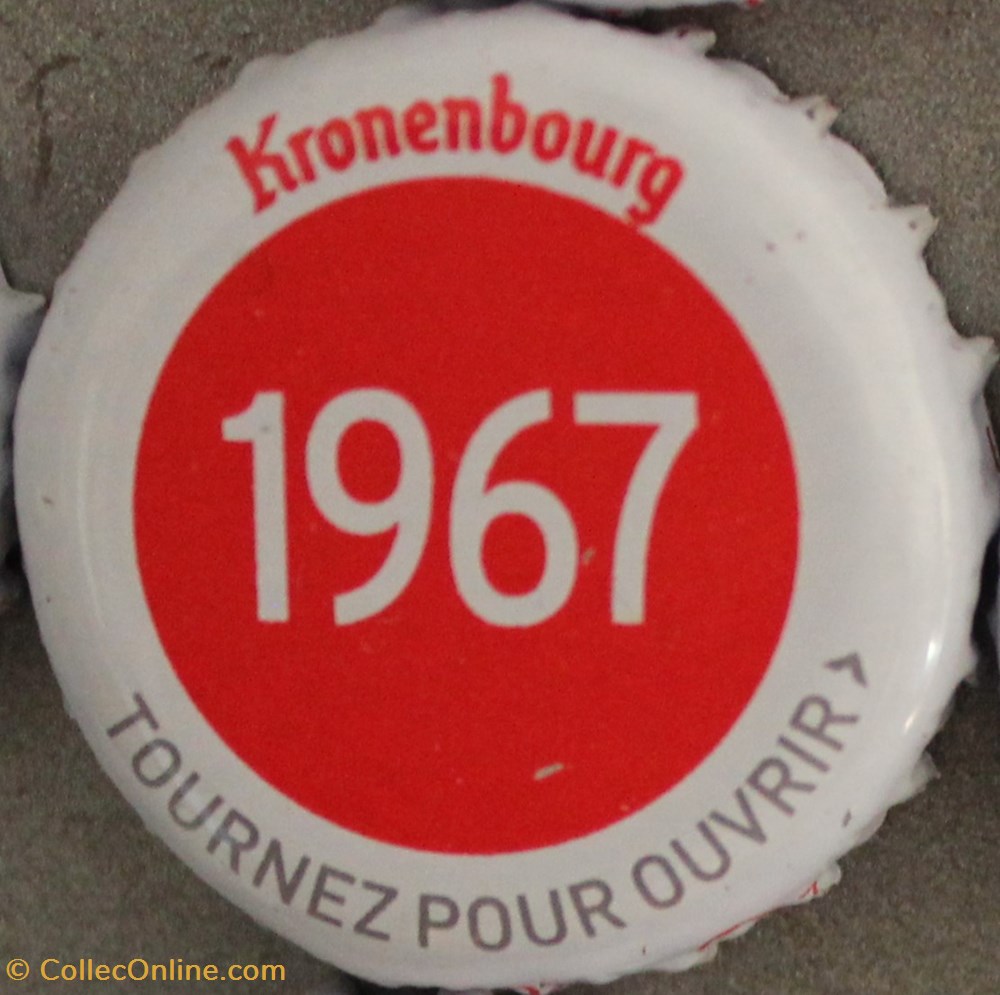 Kronenbourg
1967
TOURNEZ POUR OUVRIR >
© CollecOnline.com